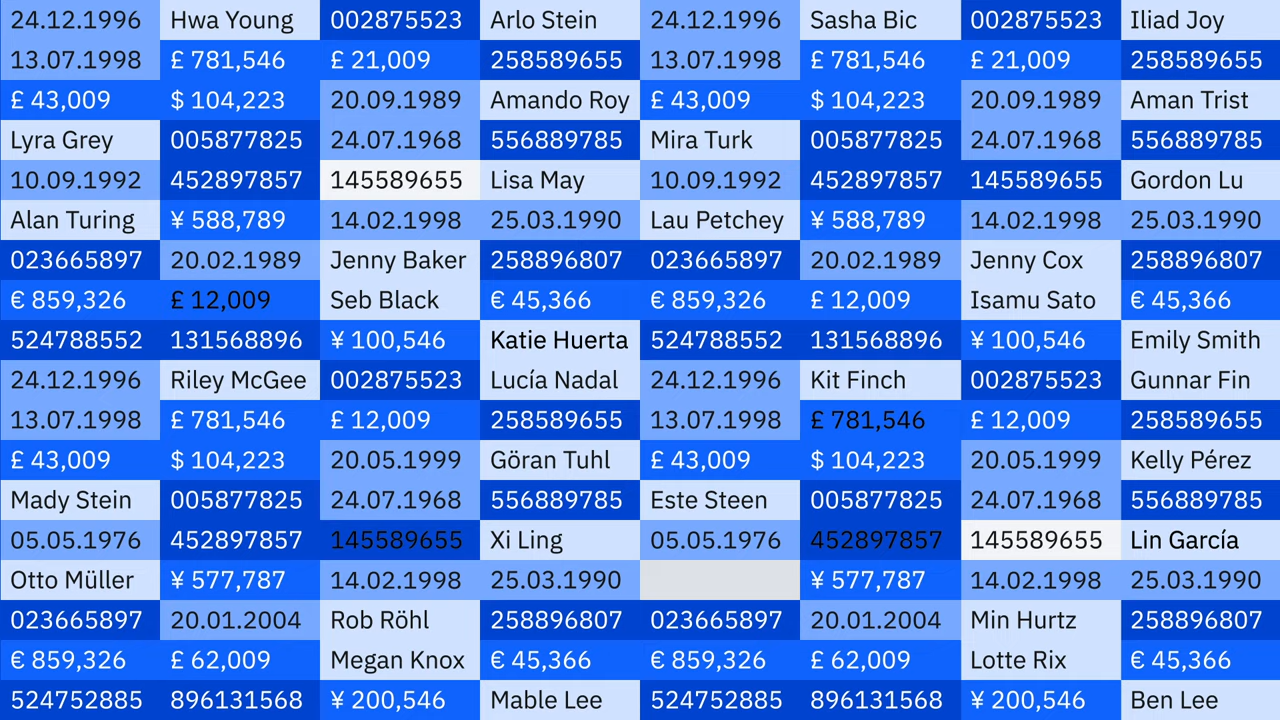 24.12.1996 Hwa Young 002875523 Arlo Stein 24.12.1996 Sasha Bic 002875523 Iliad Joy
13.07.1998 £ 781,546 £ 21,009 258589655 13.07.1998 £ 781,546 £ 21,009 258589655
£ 43,009 $ 104,223 20.09.1989 Amando Roy £ 43,009 $ 104,223 20.09.1989 Aman Trist
Lyra Grey 005877825 24.07.1968 556889785 Mira Turk 005877825 24.07.1968 556889785
10.09.1992 452897857 145589655 Lisa May 10.09.1992 452897857 145589655 Gordon Lu
Alan Turing ¥ 588,789 14.02.1998 25.03.1990 Lau Petchey ¥ 588,789 14.02.1998 25.03.1990
023665897 20.02.1989 Jenny Baker 258896807 023665897 20.02.1989 Jenny Cox 258896807
€ 859,326 £ 12,009 Seb Black € 45,366 € 859,326 £ 12,009 Isamu Sato € 45,366
524788552 131568896 ¥ 100,546 Katie Huerta 524788552 131568896 ¥ 100,546 Emily Smith
24.12.1996 Riley McGee 002875523 Lucía Nadal 24.12.1996 Kit Finch 002875523 Gunnar Fin
13.07.1998 £ 781,546 £ 12,009 258589655 13.07.1998 £ 781,546 £ 12,009 258589655
£ 43,009 $ 104,223 20.05.1999 Göran Tuhl £ 43,009 $ 104,223 20.05.1999 Kelly Pérez
Mady Stein 005877825 24.07.1968 556889785 Este Steen 005877825 24.07.1968 556889785
05.05.1976 452897857 145589655 Xi Ling 05.05.1976 452897857 145589655 Lin García
Otto Müller ¥ 577,787 14.02.1998 25.03.1990 ¥ 577,787 14.02.1998 25.03.1990
023665897 20.01.2004 Rob Röhl 258896807 023665897 20.01.2004 Min Hurtz 258896807
€ 859,326 £ 62,009 Megan Knox € 45,366 € 859,326 £ 62,009 Lotte Rix € 45,366
524752885 896131568 ¥ 200,546 Mable Lee 524752885 896131568 ¥ 200,546 Ben Lee